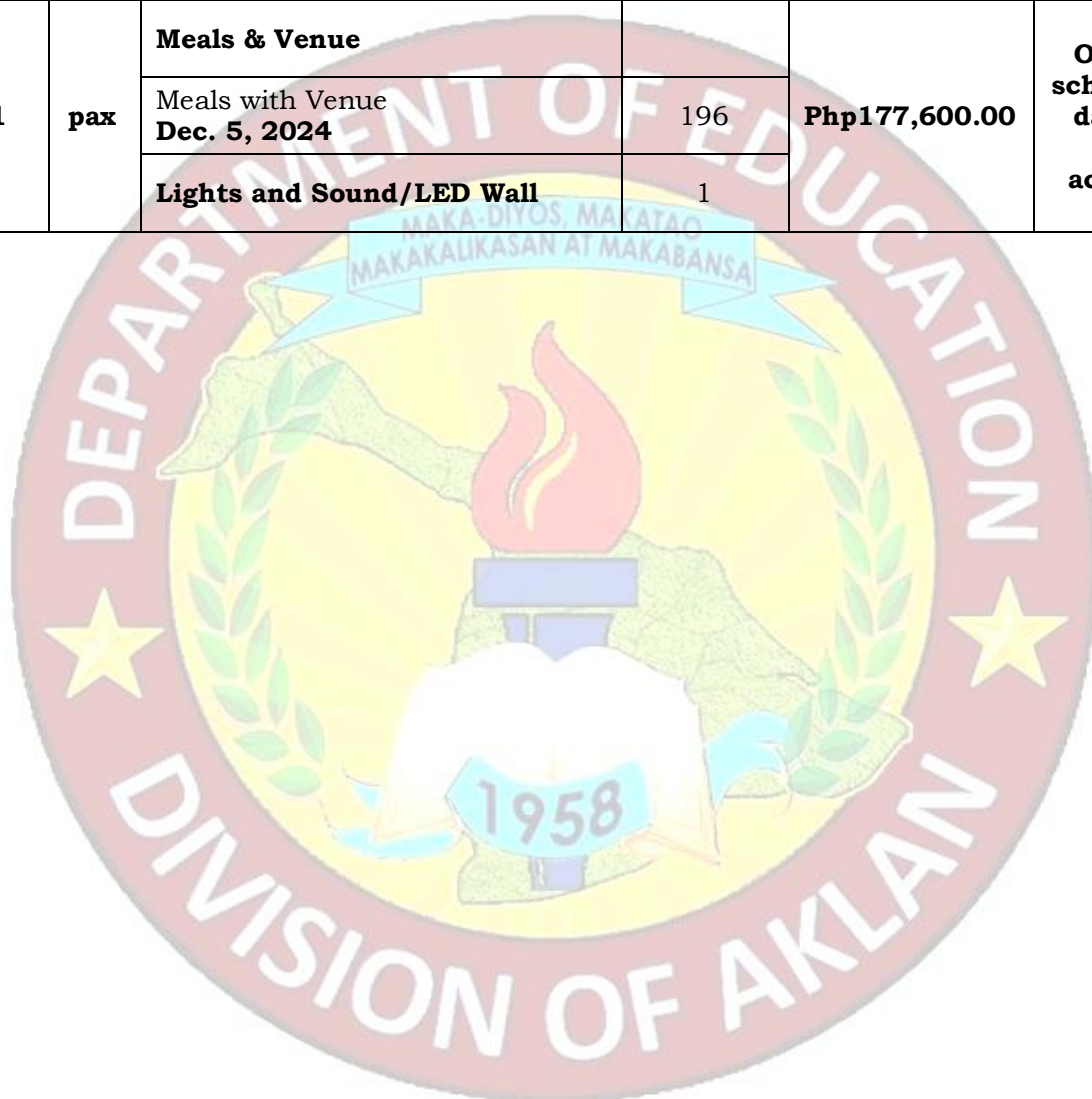 Meals & Venue
pax
Meals with Venue
Dec. 5, 2024
196
Php177,600.00
Lights and Sound/LED Wall
1
DEPARTMENT OF EDUCATION
MAKA-DIYOS, MAKATAO
MAKAKALIKASAN AT MAKABANSA
1958
DIVISION OF AKLAN